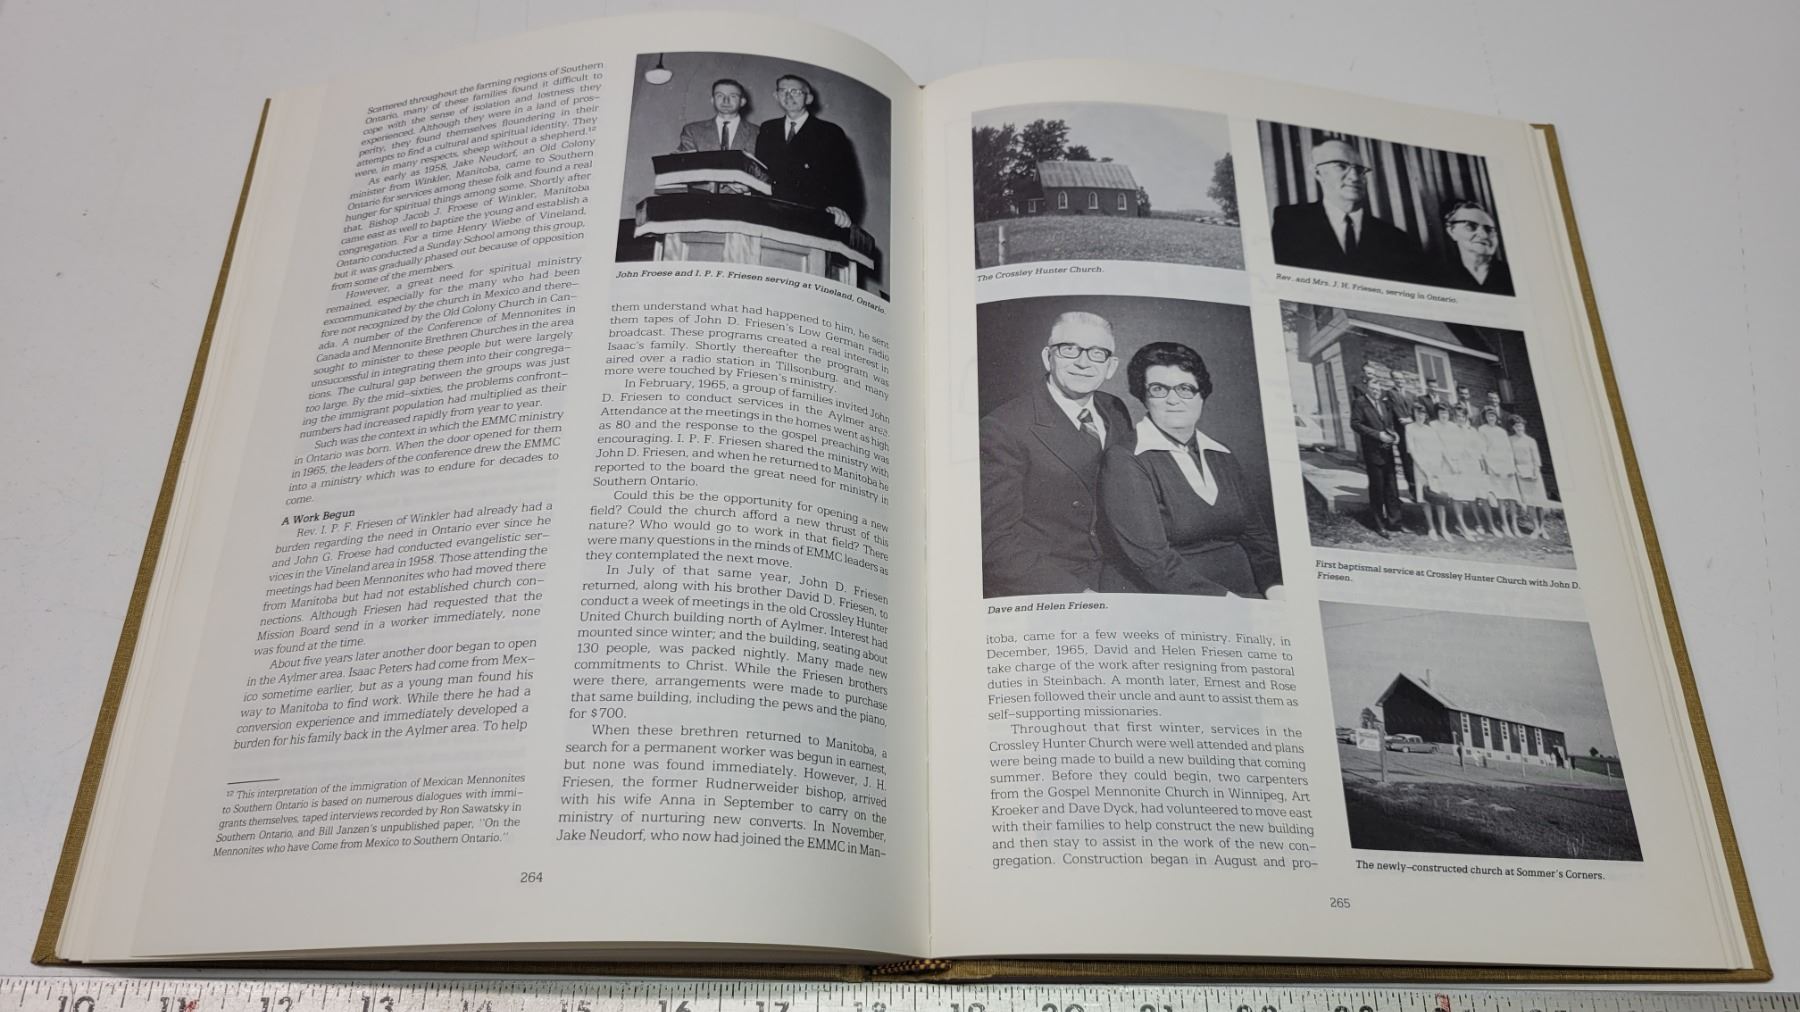 Scattered throughout the farming regions of Southern
Ontario, many of these families found it difficult to
cope with the sense of isolation and lostness they
experienced. Although they were in a land of pros–
perity, they found themselves floundering in their
attempts to find a cultural and spiritual identity. They
were, in many respects, sheep without a shepherd.¹²
As early as 1958, Jake Neudorf, an Old Colony
minister from Winkler, Manitoba, came to Southern
Ontario for services among these folk and found a real
hunger for spiritual things among some. Shortly after
that, Bishop Jacob J. Froese of Winkler, Manitoba
came east as well to baptize the young and establish a
congregation. For a time Henry Wiebe of Vineland,
Ontario conducted a Sunday School among this group,
but it was gradually phased out because of opposition
from some of the members.
However, a great need for spiritual ministry
remained, especially for the many who had been
excommunicated by the church in Mexico and there–
fore not recognized by the Old Colony Church in Can–
ada. A number of the Conference of Mennonites in
Canada and Mennonite Brethren Churches in the area
sought to minister to these people but were largely
unsuccessful in integrating them into their congrega–
tions. The cultural gap between the groups was just
too large. By the mid–sixties, the problems confront–
ing the immigrant population had multiplied as their
numbers had increased rapidly from year to year.
Such was the context in which the EMMC ministry
in Ontario was born. When the door opened for them
in 1965, the leaders of the conference drew the EMMC
into a ministry which was to endure for decades to
come.
A Work Begun
Rev. I. P. F. Friesen of Winkler had already had a
burden regarding the need in Ontario ever since he
and John G. Froese had conducted evangelistic ser–
vices in the Vineland area in 1958. Those attending the
meetings had been Mennonites who had moved there
from Manitoba but had not established church con–
nections. Although Friesen had requested that the
Mission Board send in a worker immediately, none
was found at the time.
About five years later another door began to open
in the Aylmer area. Isaac Peters had come from Mex–
ico sometime earlier, but as a young man found his
way to Manitoba to find work. While there he had a
conversion experience and immediately developed a
burden for his family back in the Aylmer area. To help
¹² This interpretation of the immigration of Mexican Mennonites
to Southern Ontario is based on numerous dialogues with immi–
grants themselves, taped interviews recorded by Ron Sawatsky in
Southern Ontario, and Bill Janzen's unpublished paper, "On the
Mennonites who have Come from Mexico to Southern Ontario."
264
John Froese and I. P. F. Friesen serving at Vineland, Ontario.
them understand what had happened to him, he sent
them tapes of John D. Friesen's Low German radio
broadcast. These programs created a real interest in
Isaac's family. Shortly thereafter the program was
aired over a radio station in Tillsonburg, and many
more were touched by Friesen's ministry.
In February, 1965, a group of families invited John
D. Friesen to conduct services in the Aylmer area.
Attendance at the meetings in the homes went as high
as 80 and the response to the gospel preaching was
encouraging. I. P. F. Friesen shared the ministry with
John D. Friesen, and when he returned to Manitoba he
reported to the board the great need for ministry in
Southern Ontario.
Could this be the opportunity for opening a new
field? Could the church afford a new thrust of this
nature? Who would go to work in that field? There
were many questions in the minds of EMMC leaders as
they contemplated the next move.
In July of that same year, John D. Friesen
returned, along with his brother David D. Friesen, to
conduct a week of meetings in the old Crossley Hunter
United Church building north of Aylmer. Interest had
mounted since winter; and the building, seating about
130 people, was packed nightly. Many made new
commitments to Christ. While the Friesen brothers
were there, arrangements were made to purchase
that same building, including the pews and the piano,
for $700.
When these brethren returned to Manitoba, a
search for a permanent worker was begun in earnest,
but none was found immediately. However, J. H.
Friesen, the former Rudnerweider bishop, arrived
with his wife Anna in September to carry on the
ministry of nurturing new converts. In November,
Jake Neudorf, who now had joined the EMMC in Man–
The Crossley Hunter Church.
Rev. and Mrs. J. H. Friesen, serving in Ontario.
Dave and Helen Friesen.
First baptismal service at Crossley Hunter Church with John D.
Friesen.
itoba, came for a few weeks of ministry. Finally, in
December, 1965, David and Helen Friesen came to
take charge of the work after resigning from pastoral
duties in Steinbach. A month later, Ernest and Rose
Friesen followed their uncle and aunt to assist them as
self–supporting missionaries.
Throughout that first winter, services in the
Crossley Hunter Church were well attended and plans
were being made to build a new building that coming
summer. Before they could begin, two carpenters
from the Gospel Mennonite Church in Winnipeg, Art
Kroeker and Dave Dyck, had volunteered to move east
with their families to help construct the new building
and then stay to assist in the work of the new con–
gregation. Construction began in August and pro–
The newly–constructed church at Sommer's Corners.
265
10 11 12 13 14 15 16 17 18 19 20 21 22